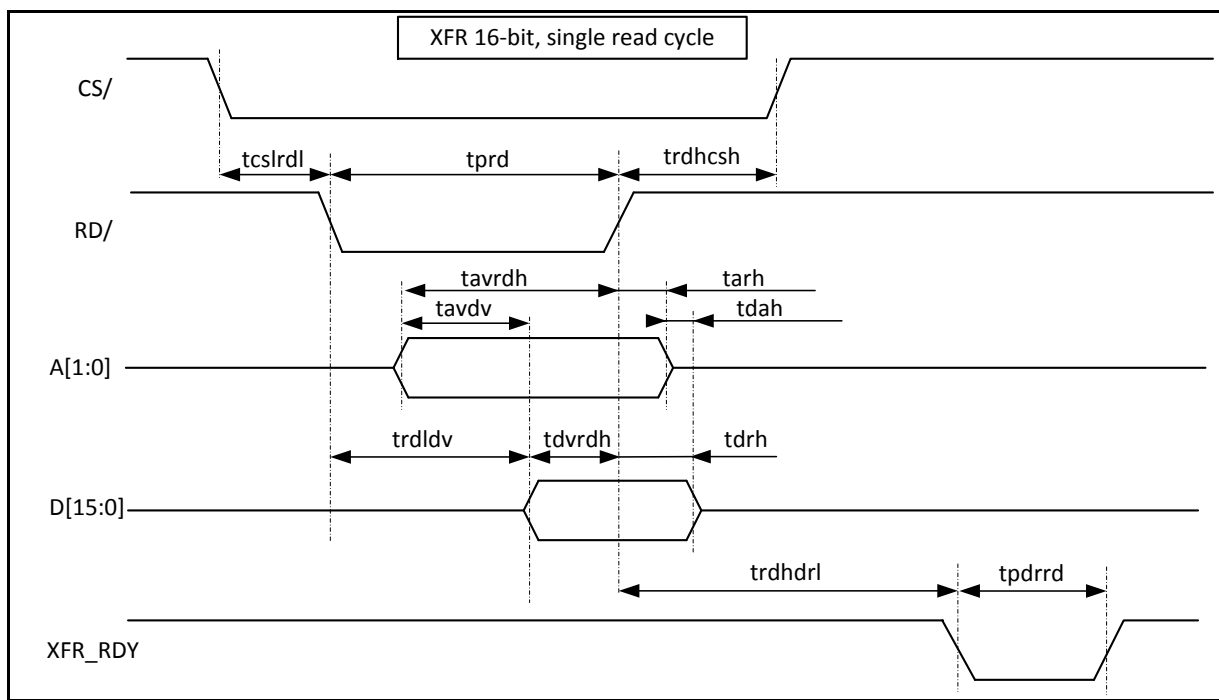 XFR 16-bit, single read cycle
CS/
tcslrdl tprd trdhcsh
RD/
tavrdh tarh
tavdv tdah
A[1:0]
trdldv tdvrdh tdrh
D[15:0]
trdhdrl tpdrrd
XFR_RDY